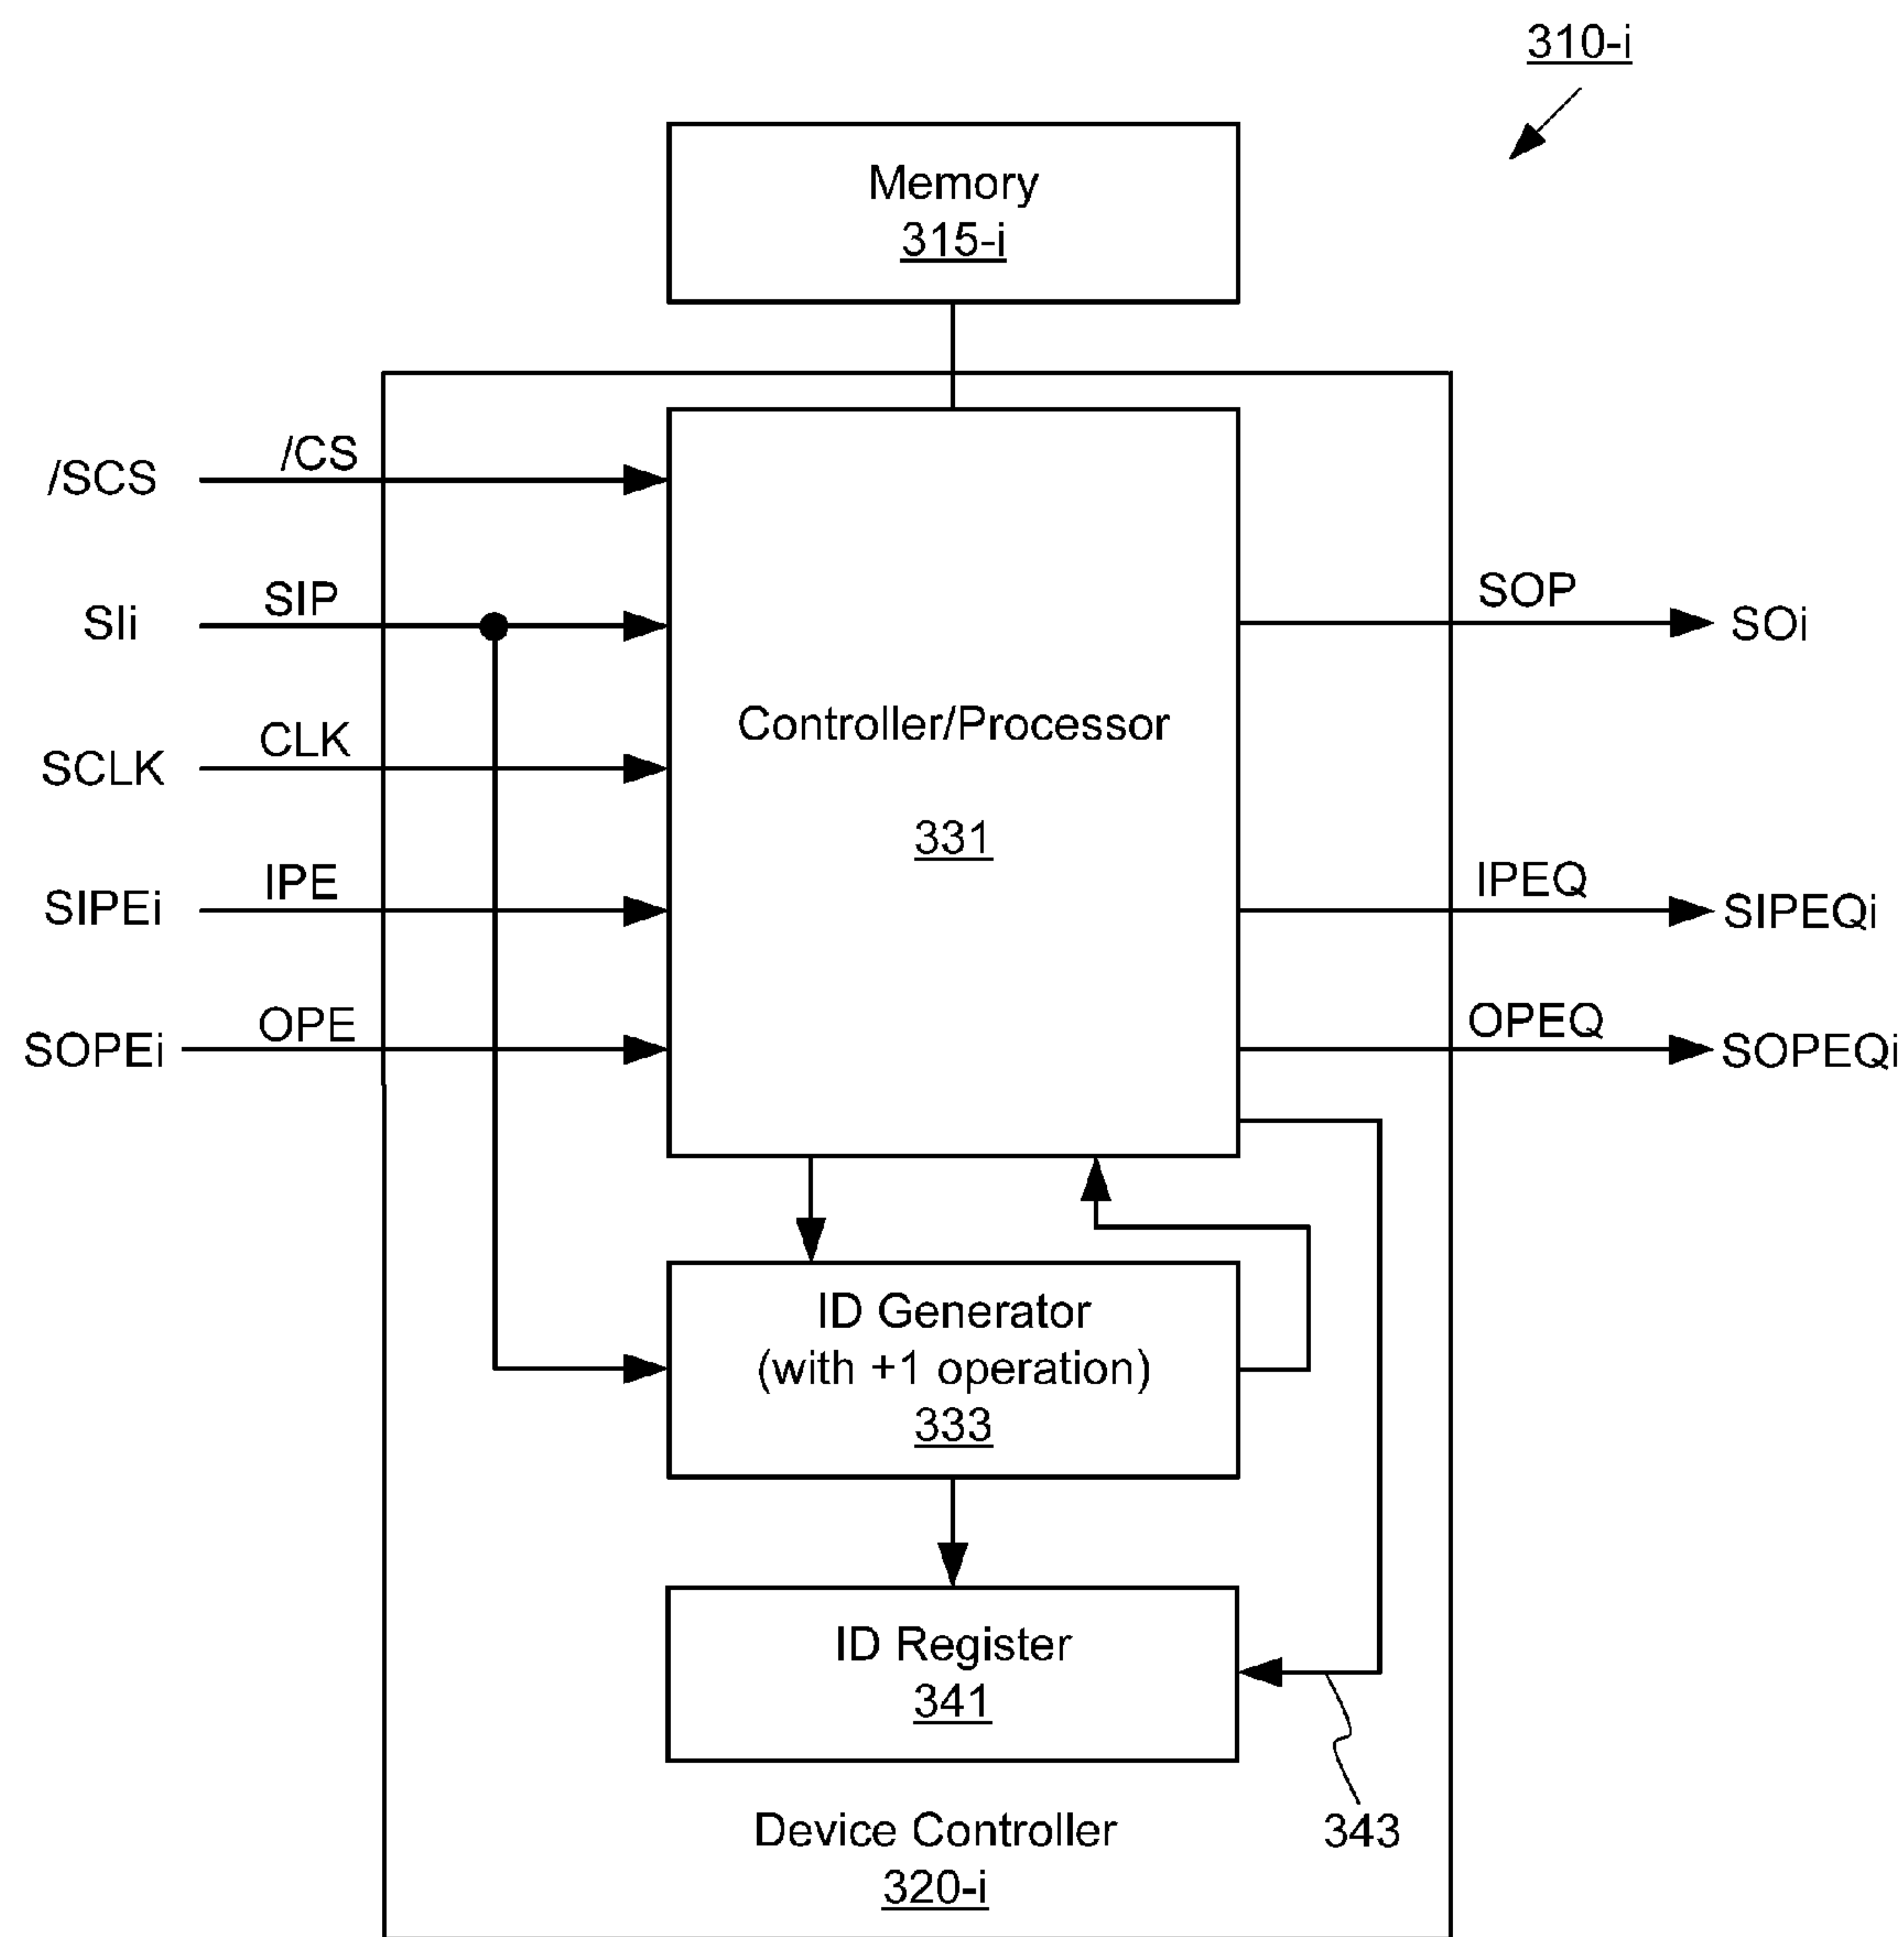 310-i
Memory
315-i
/SCS
/CS
SIi
SIP
SOP
SOi
SCLK
CLK
Controller/Processor
331
SIPEi
IPE
IPEQ
SIPEQi
SOPEi
OPE
OPEQ
SOPEQi
ID Generator
(with +1 operation)
333
ID Register
341
343
Device Controller
320-i